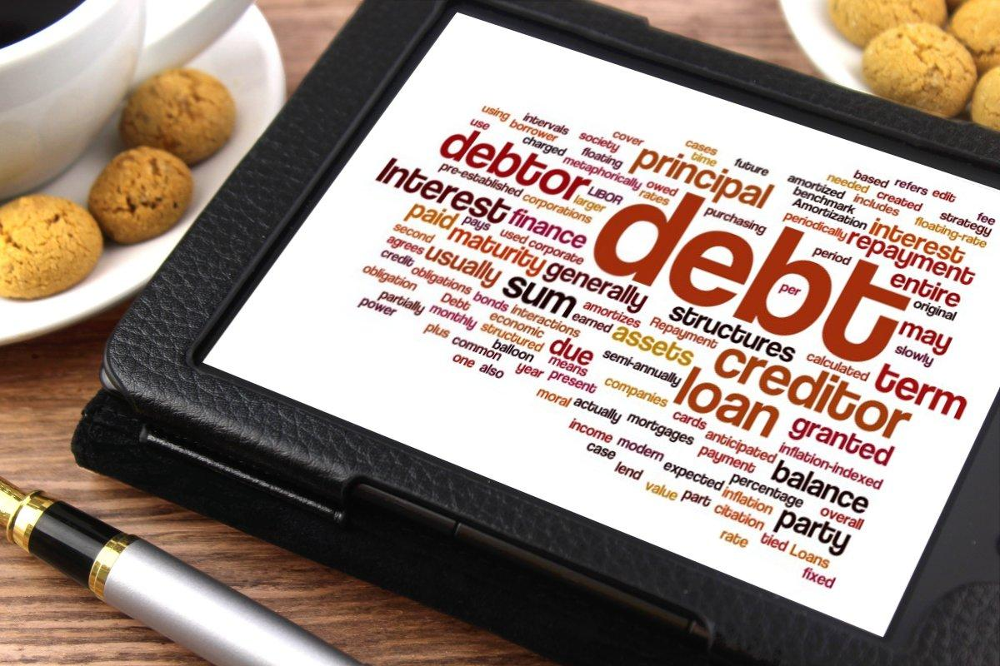 using
intervals
society
cover
cases
use
borrower
time
future
charged
floating
metaphorically
owed
principal
debtor
LIBOR
rates
pre-established
larger
corporations
Interest
finance
paid
pays
used
corporate
second
maturity
agrees
usually
generally
credit
obligations
obligation
sum
debt
purchasing
amortized
needed
based
refers
edit
benchmark
includes
created
fee
strategy
Amortization
floating-rate
periodically
interest
repayment
period
entire
per
original
may
slowly
structures
partially
Debt
bonds
interactions
earned
amortizes
Repayment
power
monthly
economic
structured
due
assets
creditor
calculated
term
plus
common
balloon
means
semi-annually
one
also
year
present
companies
loan
moral
actually
mortgages
cards
anticipated
granted
income
modern
payment
inflation-indexed
case
expected
percentage
balance
lend
value
part
inflation
overall
citation
party
rate
tied
Loans
fixed